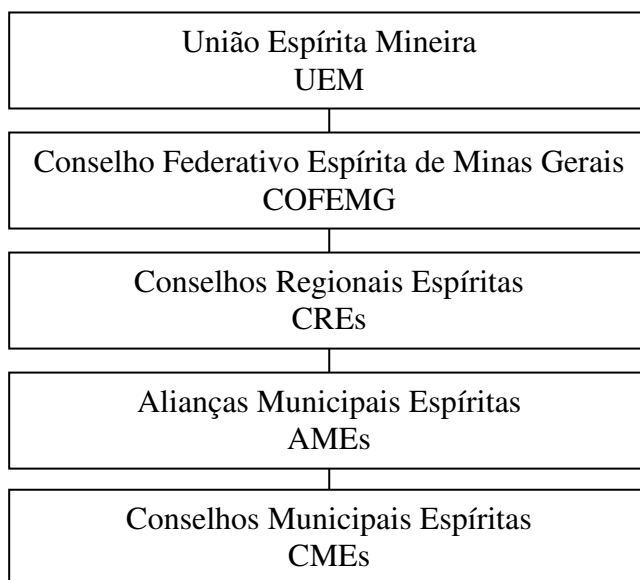 União Espírita Mineira
UEM
Conselho Federativo Espírita de Minas Gerais
COFEMG
Conselhos Regionais Espíritas
CREs
Alianças Municipais Espíritas
AMEs
Conselhos Municipais Espíritas
CMEs